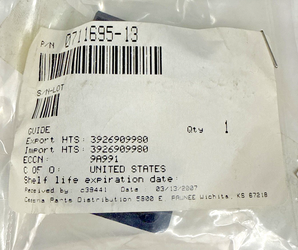 P/N 0711695-13
S/N-LOT
GUIDE Qty 1
Export HTS: 3926909980
Import HTS: 3926909980
ECCN: 9A991
C OF O: UNITED STATES
Shelf life expiration date:
Received by c39441 Date 03/13/2007
Cessna Parts Distribution 5800 E. PAWNEE Wichita, KS 67218